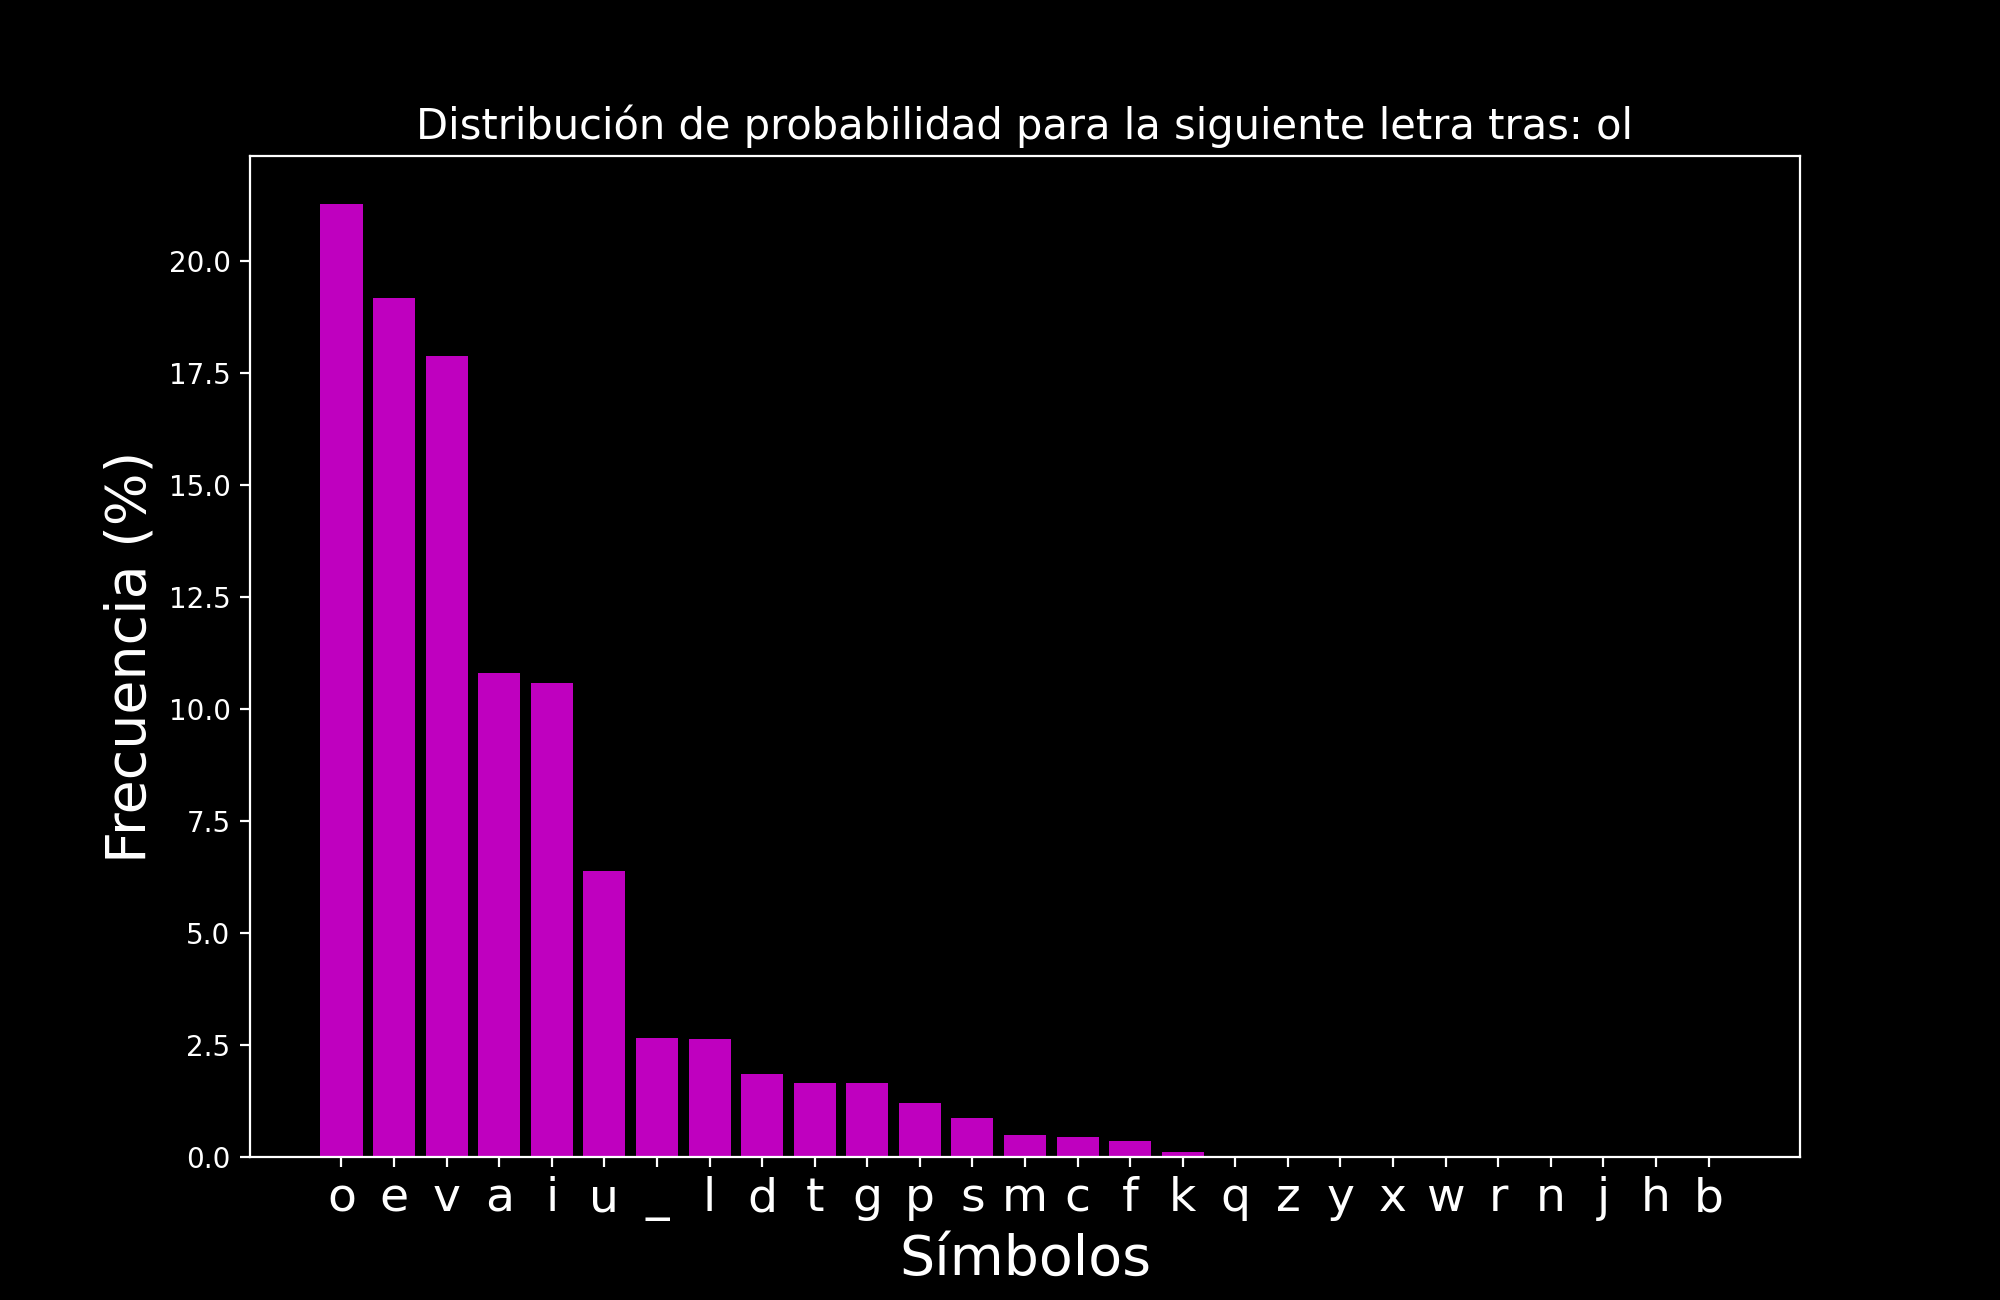 Distribución de probabilidad para la siguiente letra tras: ol
Frecuencia (%)
20.0
17.5
15.0
12.5
10.0
7.5
5.0
2.5
0.0
o e v a i u _ l d t g p s m c f k q z y x w r n j h b
Símbolos